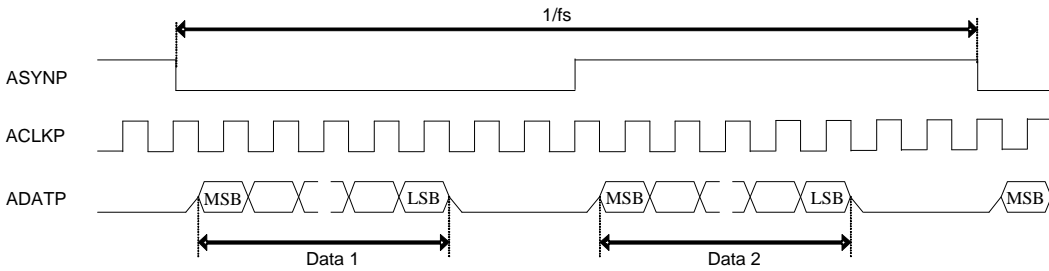 1/fs
ASYNP
ACLKP
ADATP MSB LSB MSB LSB MSB
Data 1 Data 2